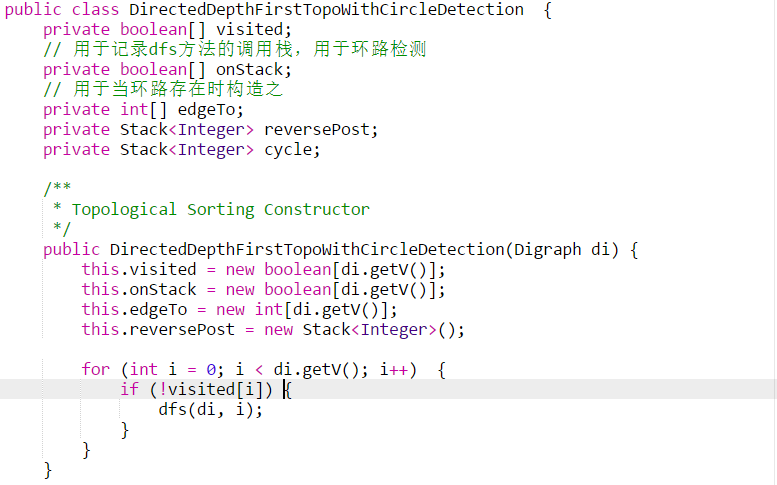 public class DirectedDepthFirstTopoWithCircleDetection  {
    private boolean[] visited;
    // 用于记录dfs方法的调用栈，用于环路检测
    private boolean[] onStack;
    // 用于当环路存在时构造之
    private int[] edgeTo;
    private Stack<Integer> reversePost;
    private Stack<Integer> cycle;

    /**
     * Topological Sorting Constructor
     */
    public DirectedDepthFirstTopoWithCircleDetection(Digraph di) {
        this.visited = new boolean[di.getV()];
        this.onStack = new boolean[di.getV()];
        this.edgeTo = new int[di.getV()];
        this.reversePost = new Stack<Integer>();

        for (int i = 0; i < di.getV(); i++)  {
            if (!visited[i]) {
                dfs(di, i);
            }
        }
    }